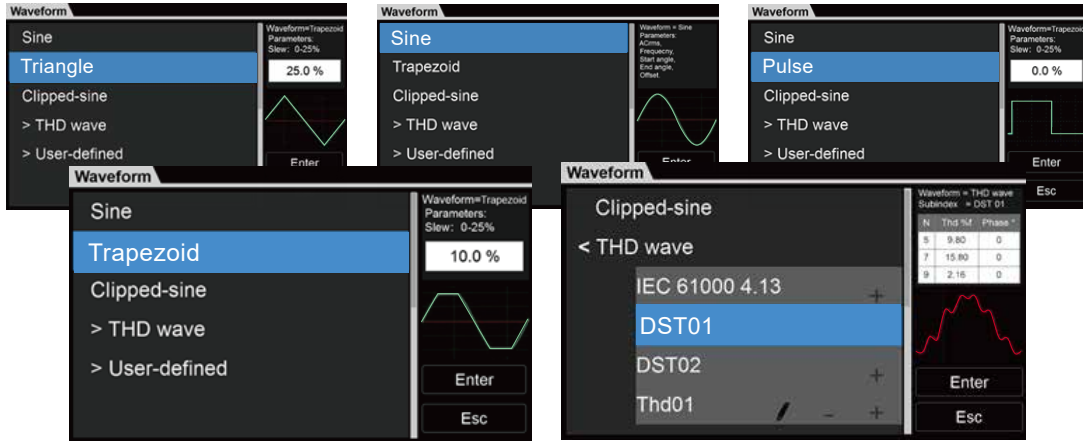 Waveform
Sine
Triangle
Clipped-sine
> THD wave
> User-defined
Waveform=Trapezoid
Parameters:
Slew: 0-25%
25.0 %
Enter
Waveform
Sine
Trapezoid
Clipped-sine
> THD wave
> User-defined
Waveform = Sine
Parameters:
ACrms,
Frequecny,
Start angle,
End angle,
Offset.
Enter
Waveform
Sine
Pulse
Clipped-sine
> THD wave
> User-defined
Waveform=Trapezoid
Parameters:
Slew: 0-25%
0.0 %
Enter
Esc
Waveform
Sine
Trapezoid
Clipped-sine
> THD wave
> User-defined
Waveform=Trapezoid
Parameters:
Slew: 0-25%
10.0 %
Enter
Esc
Waveform
Clipped-sine
< THD wave
IEC 61000 4.13 +
DST01
DST02 +
Thd01 - +
Waveform = THD wave
Subindex = DST 01
N Thd %f Phase °
5 9.80 0
7 15.80 0
9 2.16 0
Enter
Esc